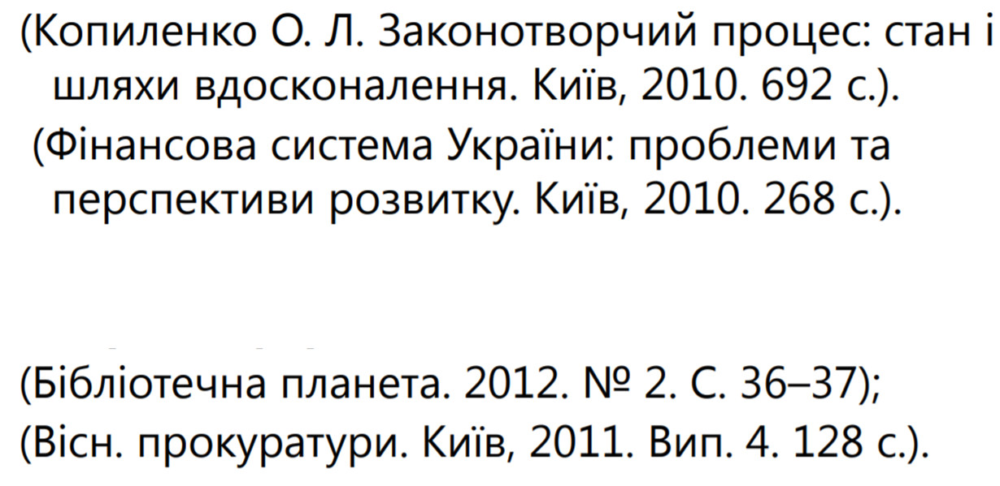 (Копиленко О. Л. Законотворчий процес: стан і
шляхи вдосконалення. Київ, 2010. 692 с.).
(Фінансова система України: проблеми та
перспективи розвитку. Київ, 2010. 268 с.).
(Бібліотечна планета. 2012. № 2. С. 36–37);
(Вісн. прокуратури. Київ, 2011. Вип. 4. 128 с.).